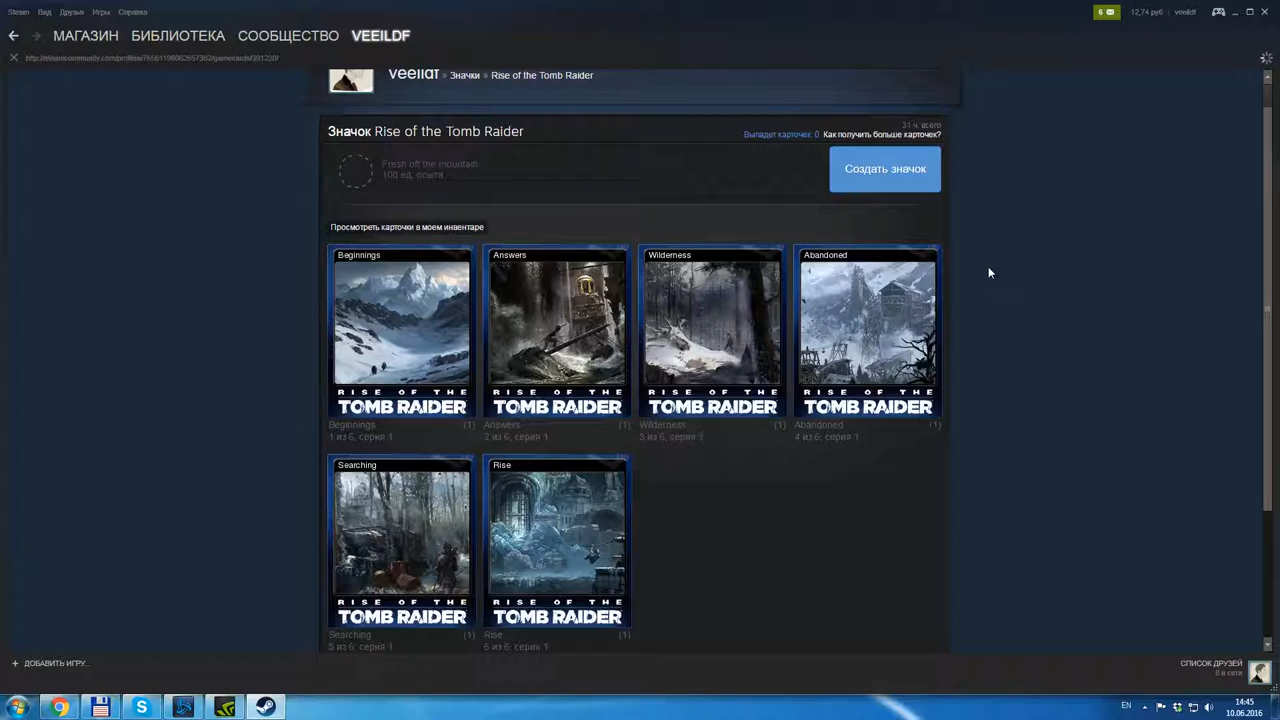 Steam Вид Друзья Игры Справка
6 12,74 руб veeildf
МАГАЗИН БИБЛИОТЕКА СООБЩЕСТВО VEEILDF
veeildf » Значки » Rise of the Tomb Raider
Значок Rise of the Tomb Raider
31 ч. всего
Выпадет карточек: 0 Как получить больше карточек?
Fresh off the mountain
100 ед. опыта
Создать значок
Просмотреть карточки в моем инвентаре
Beginnings Answers Wilderness Abandoned
RISE OF THE RISE OF THE RISE OF THE RISE OF THE
TOMB RAIDER TOMB RAIDER TOMB RAIDER TOMB RAIDER
Beginnings (1) Answers (1) Wilderness (1) Abandoned (1)
1 из 6, серия 1 2 из 6, серия 1 3 из 6, серия 1 4 из 6, серия 1
Searching Rise
RISE OF THE RISE OF THE
TOMB RAIDER TOMB RAIDER
Searching (1) Rise (1)
5 из 6, серия 1 6 из 6, серия 1
+ ДОБАВИТЬ ИГРУ...
СПИСОК ДРУЗЕЙ
6 в сети
EN
14:45
10.06.2016